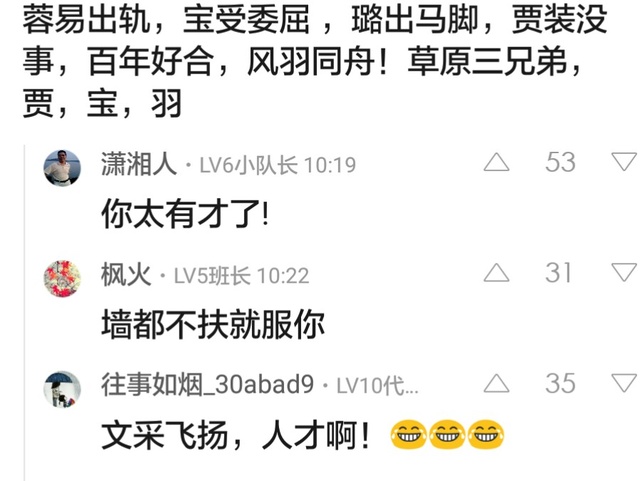 蓉易出轨，宝受委屈，璐出马脚，贾装没
事，百年好合，风羽同舟！草原三兄弟，
贾，宝，羽
潇湘人·LV6小队长 10:19 53
你太有才了!
枫火·LV5班长 10:22 31
墙都不扶就服你
往事如烟_30abad9·LV10代... 35
文采飞扬，人才啊！😂😂😂